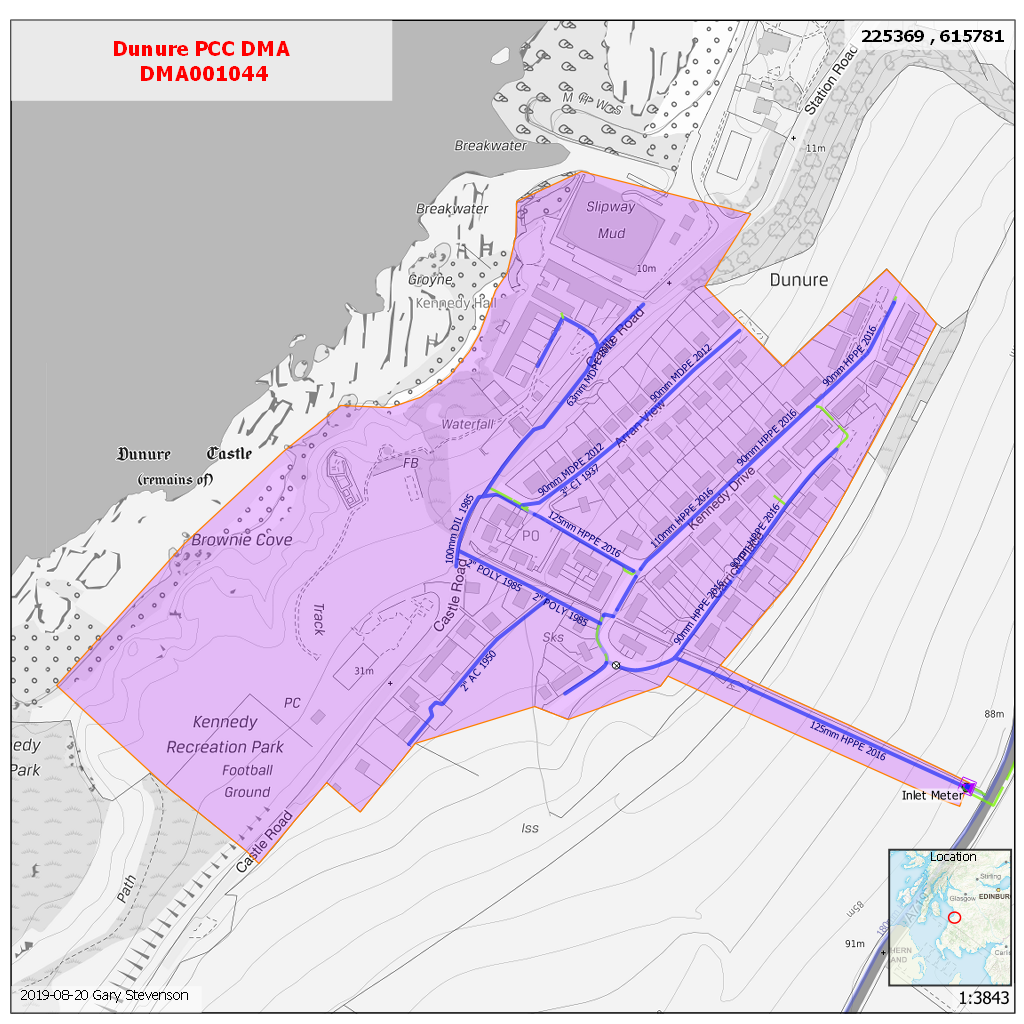 Dunure PCC DMA
DMA001044
225369 , 615781
Station Road
M H W S
11m
Breakwater
Breakwater
Slipway
Mud
10m
Groyne
Kennedy Hall
Dunure
Castle Road
63mm MDPE 2012
90mm MDPE 2012
Arran View
90mm HPPE 2016
90mm HPPE 2016
Waterfall
FB
Dunure Castle
(remains of)
90mm MDPE 2012
3" CI 1937
Brownie Cove
100mm DIL 1985
125mm HPPE 2016
PO
110mm HPPE 2016
Kennedy Drive
90mm HPPE 2016
90mm HPPE 2016
2" POLY 1985
2" POLY 1985
Castle Road
Track
Sks
31m
2" AC 1950
PC
Kennedy
Recreation Park
Football
Ground
edy
Park
88m
125mm HPPE 2016
Inlet Meter
Iss
Castle Road
Path
85m
91m
Location
Stirling
Glasgow
EDINBUR
HERN
AND
Carli
2019-08-20 Gary Stevenson
1:3843